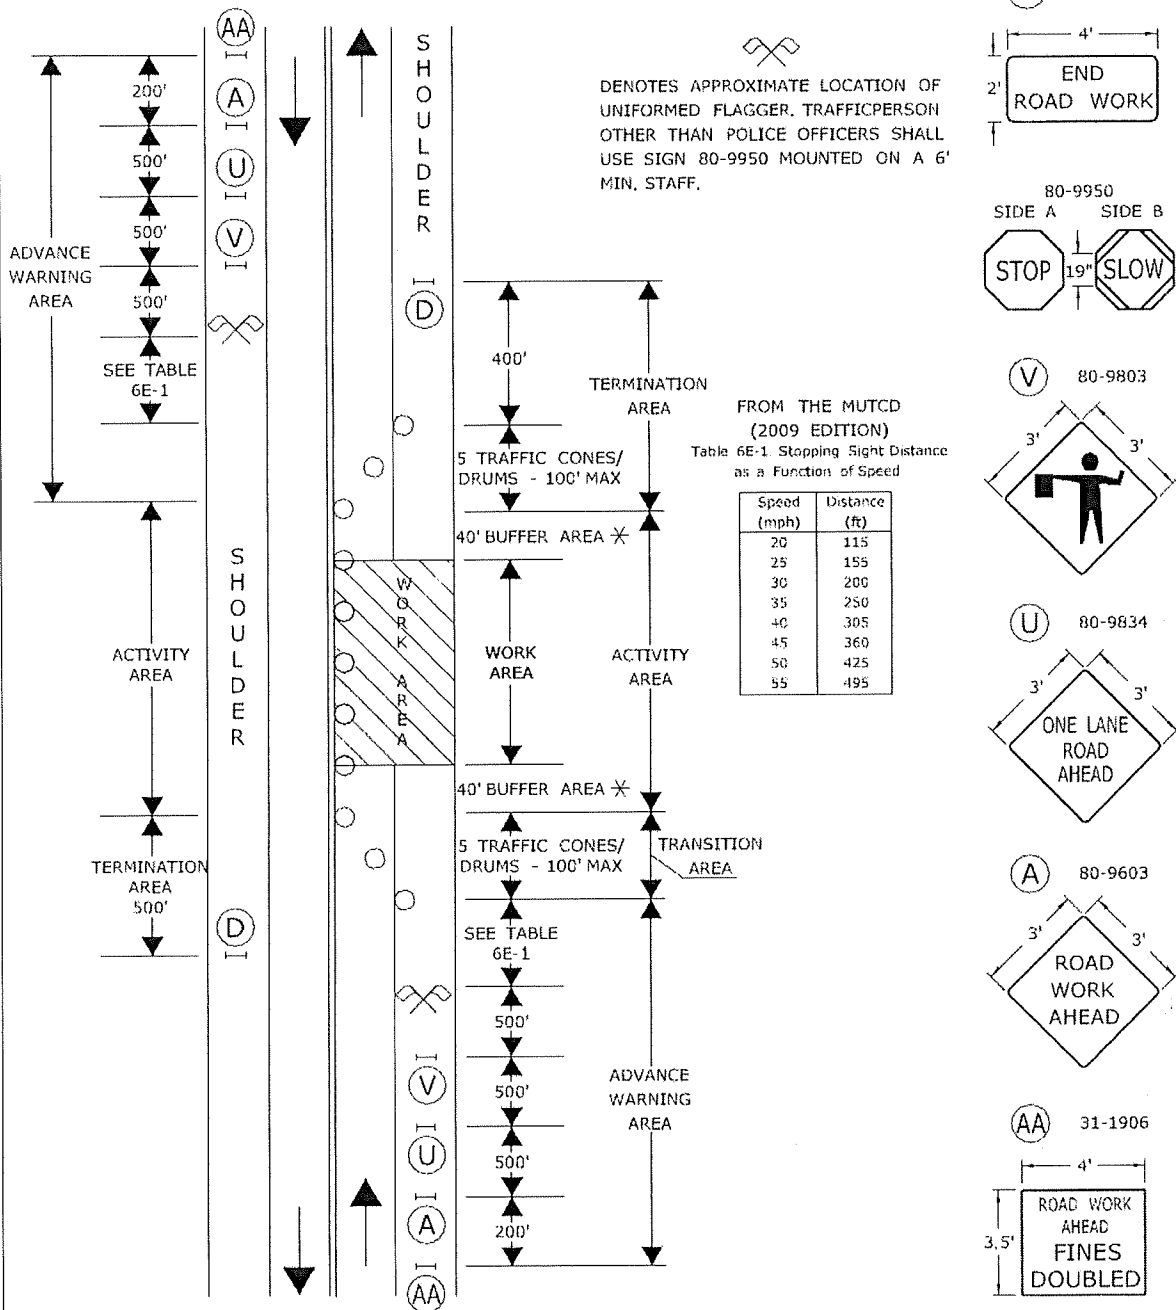 AA
200'
A
500'
U
500'
V
500'
ADVANCE
WARNING
AREA
SEE TABLE
6E-1
SHOULDER
ACTIVITY
AREA
TERMINATION
AREA
500'
D
SHOULDER
D
400'
TERMINATION
AREA
5 TRAFFIC CONES/
DRUMS - 100' MAX
40' BUFFER AREA *
WORK AREA
WORK
AREA
ACTIVITY
AREA
40' BUFFER AREA *
5 TRAFFIC CONES/
DRUMS - 100' MAX
TRANSITION
AREA
SEE TABLE
6E-1
500'
V
500'
U
500'
A
200'
AA
ADVANCE
WARNING
AREA
DENOTES APPROXIMATE LOCATION OF
UNIFORMED FLAGGER. TRAFFICPERSON
OTHER THAN POLICE OFFICERS SHALL
USE SIGN 80-9950 MOUNTED ON A 6'
MIN. STAFF.
FROM THE MUTCD
(2009 EDITION)
Table 6E-1. Stopping Sight Distance
as a Function of Speed
Speed (mph) Distance (ft)
20 115
25 155
30 200
35 250
40 305
45 360
50 425
55 495
4'
2'
END
ROAD WORK
80-9950
SIDE A SIDE B
STOP 19" SLOW
V 80-9803
3' 3'
U 80-9834
3' 3'
ONE LANE
ROAD
AHEAD
A 80-9603
3' 3'
ROAD
WORK
AHEAD
AA 31-1906
4'
3.5'
ROAD WORK
AHEAD
FINES
DOUBLED